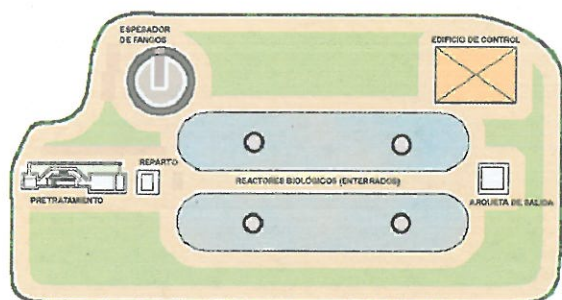 ESPESADOR
DE FANGOS
EDIFICIO DE CONTROL
REPARTO
REACTORES BIOLÓGICOS (ENTERRADOS)
PRETRATAMIENTO
ARQUETA DE SALIDA